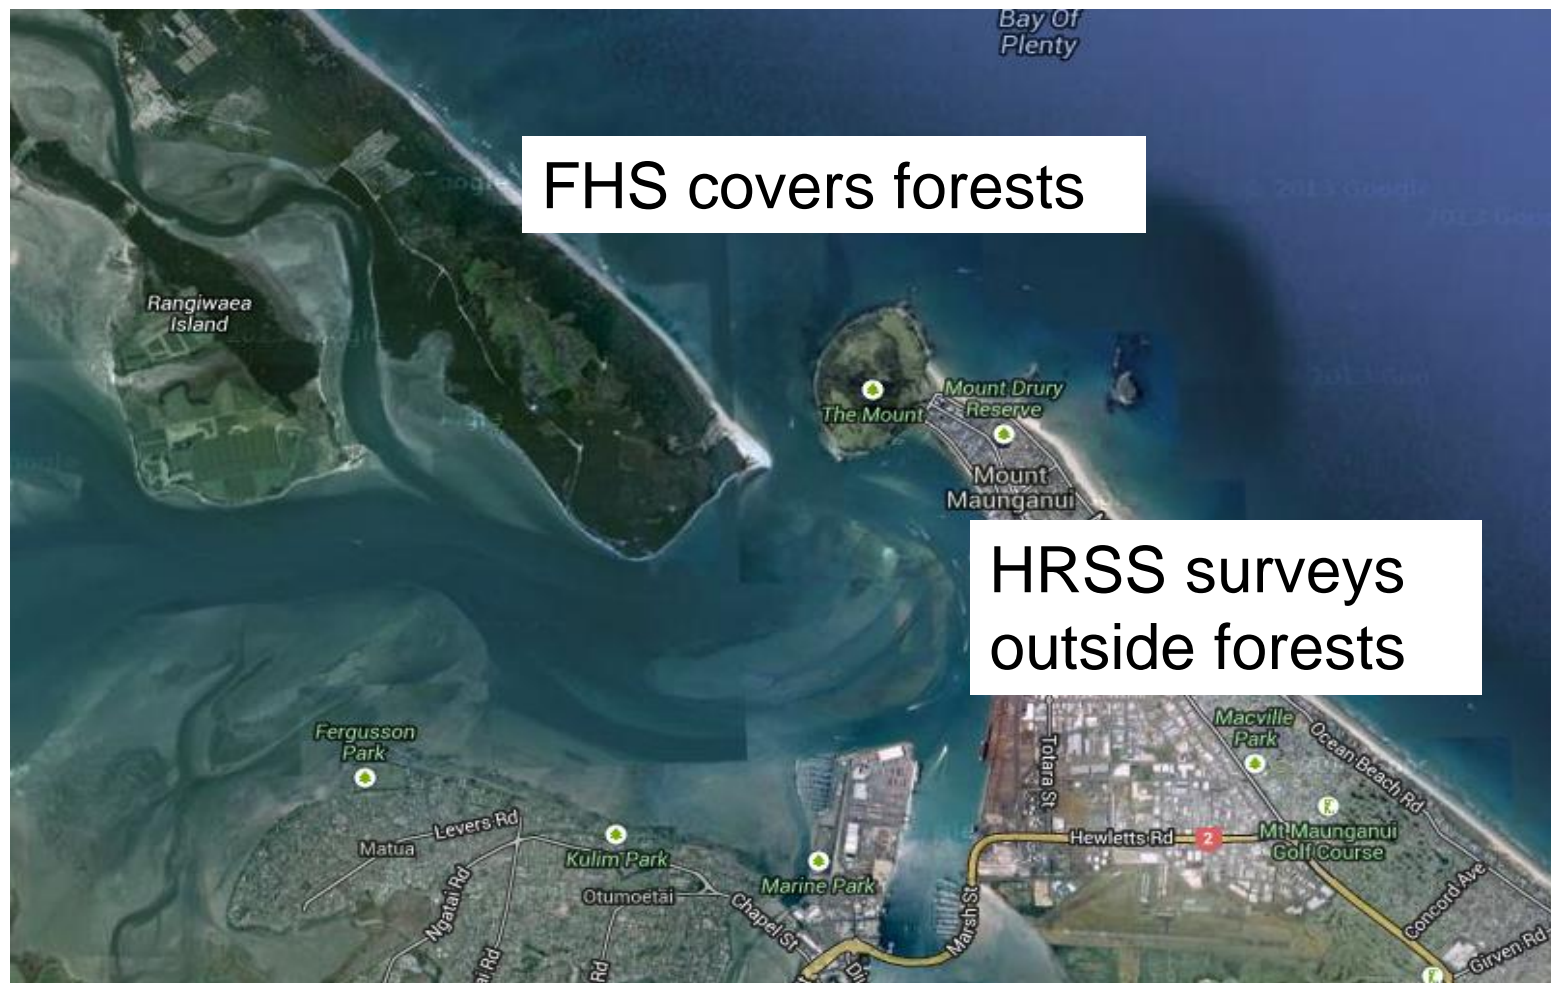 Bay Of
Plenty
FHS covers forests
Rangiwaea
Island
The Mount
Mount Drury
Reserve
Mount
Maunganui
HRSS surveys
outside forests
Fergusson
Park
Macville
Park
Ocean Beach Rd
Totara St
Levers Rd
Matua
Kulim Park
Hewletts Rd
2
Mt Maunganui
Golf Course
Ngatai Rd
Otumoetai
Marine Park
Chapel St
Marsh St
Concord Ave
Girven Rd
Rd